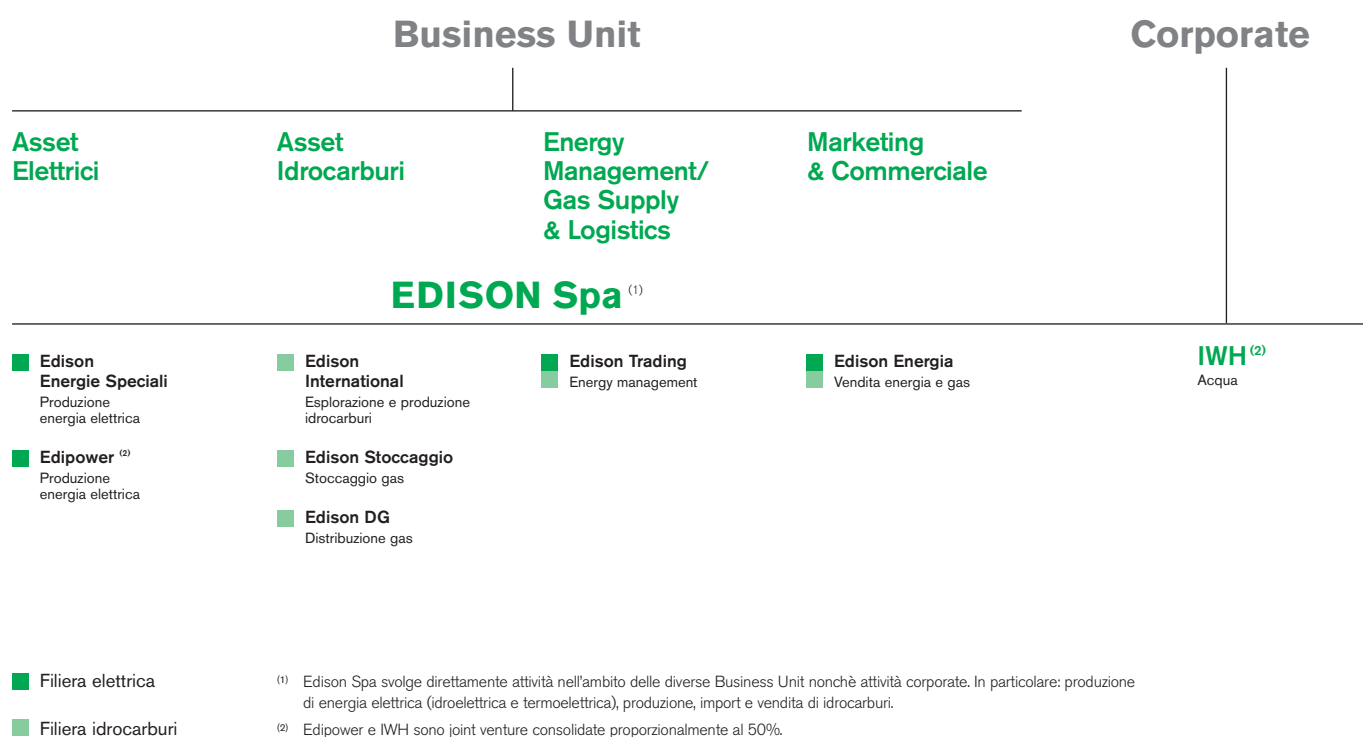 Business Unit
Corporate
Asset
Elettrici
Asset
Idrocarburi
Energy
Management/
Gas Supply
& Logistics
Marketing
& Commerciale
EDISON Spa (1)
Edison
Energie Speciali
Produzione
energia elettrica
Edipower (2)
Produzione
energia elettrica
Edison
International
Esplorazione e produzione
idrocarburi
Edison Stoccaggio
Stoccaggio gas
Edison DG
Distribuzione gas
Edison Trading
Energy management
Edison Energia
Vendita energia e gas
IWH (2)
Acqua
Filiera elettrica
Filiera idrocarburi
(1) Edison Spa svolge direttamente attività nell'ambito delle diverse Business Unit nonchè attività corporate. In particolare: produzione
di energia elettrica (idroelettrica e termoelettrica), produzione, import e vendita di idrocarburi.
(2) Edipower e IWH sono joint venture consolidate proporzionalmente al 50%.